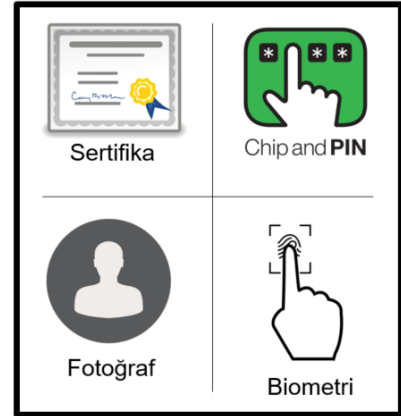 Sertifika
* * *
Chip and PIN
Fotoğraf
Biometri